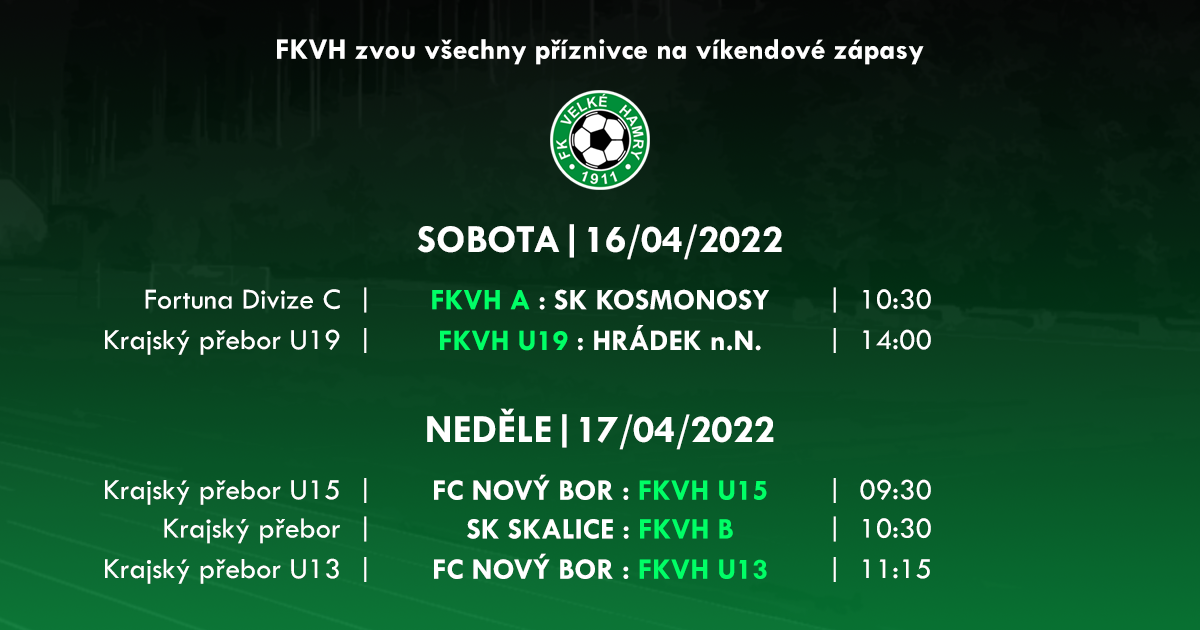 FKVH zvou všechny příznivce na víkendové zápasy
FK VELKÉ HAMRY
1911
SOBOTA | 16/04/2022
Fortuna Divize C | FKVH A : SK KOSMONOSY | 10:30
Krajský přebor U19 | FKVH U19 : HRÁDEK n.N. | 14:00
NEDĚLE | 17/04/2022
Krajský přebor U15 | FC NOVÝ BOR : FKVH U15 | 09:30
Krajský přebor | SK SKALICE : FKVH B | 10:30
Krajský přebor U13 | FC NOVÝ BOR : FKVH U13 | 11:15